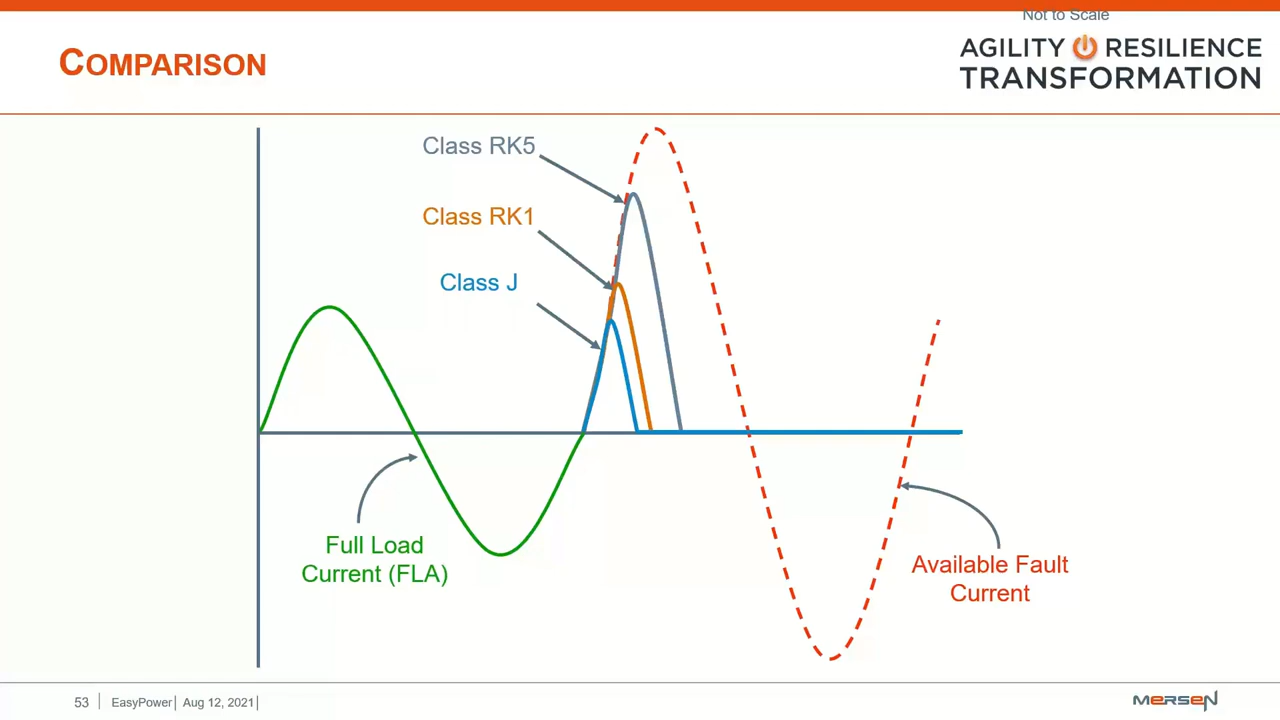 Not to Scale
COMPARISON
AGILITY RESILIENCE
TRANSFORMATION
Class RK5
Class RK1
Class J
Full Load
Current (FLA)
Available Fault
Current
53 EasyPower Aug 12, 2021
MERSEN